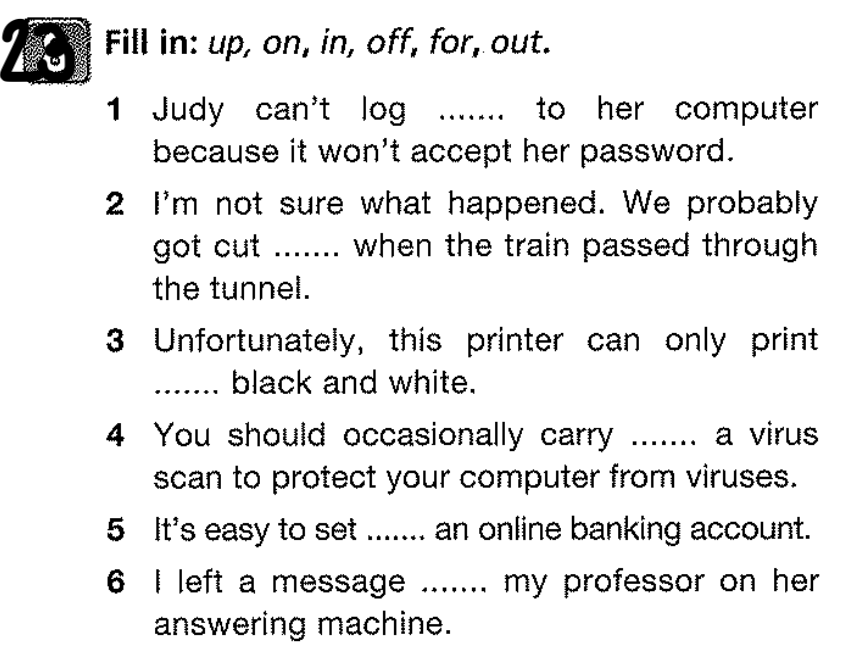 23 Fill in: up, on, in, off, for, out.
1 Judy can't log ....... to her computer
because it won't accept her password.
2 I'm not sure what happened. We probably
got cut ....... when the train passed through
the tunnel.
3 Unfortunately, this printer can only print
....... black and white.
4 You should occasionally carry ....... a virus
scan to protect your computer from viruses.
5 It's easy to set ....... an online banking account.
6 I left a message ....... my professor on her
answering machine.